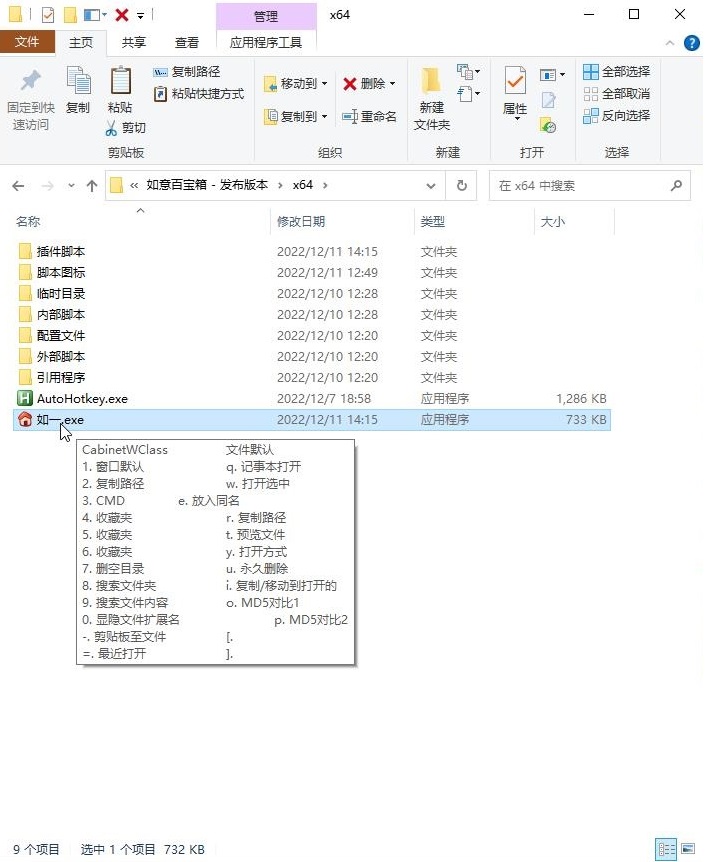 管理
x64
文件
主页
共享
查看
应用程序工具
固定到快
速访问
复制
粘贴
复制路径
粘贴快捷方式
剪切
剪贴板
移动到
复制到
删除
重命名
组织
新建
文件夹
新建
属性
打开
全部选择
全部取消
反向选择
选择
« 如意百宝箱 - 发布版本 › x64 ›
在 x64 中搜索
名称 修改日期 类型 大小
插件脚本 2022/12/11 14:15 文件夹
脚本图标 2022/12/11 12:49 文件夹
临时目录 2022/12/10 12:28 文件夹
内部脚本 2022/12/10 12:28 文件夹
配置文件 2022/12/10 12:20 文件夹
外部脚本 2022/12/10 12:20 文件夹
引用程序 2022/12/10 12:20 文件夹
AutoHotkey.exe 2022/12/7 18:58 应用程序 1,286 KB
如一.exe 2022/12/11 14:15 应用程序 733 KB
CabinetWClass 文件默认
1. 窗口默认 q. 记事本打开
2. 复制路径 w. 打开选中
3. CMD e. 放入同名
4. 收藏夹 r. 复制路径
5. 收藏夹 t. 预览文件
6. 收藏夹 y. 打开方式
7. 删空目录 u. 永久删除
8. 搜索文件夹 i. 复制/移动到打开的
9. 搜索文件内容 o. MD5对比1
0. 显隐文件扩展名 p. MD5对比2
-. 剪贴板至文件 [.
=. 最近打开 ].
9 个项目 选中 1 个项目 732 KB